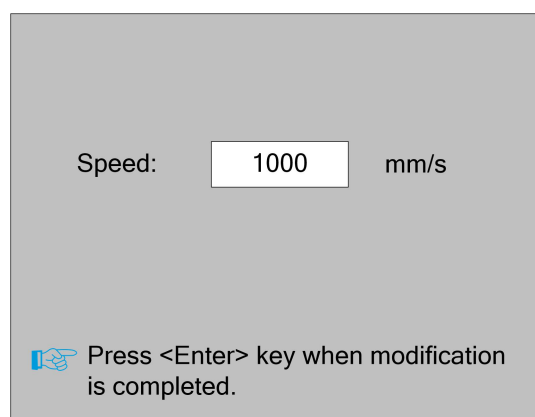 Speed: 1000 mm/s
Press <Enter> key when modification
is completed.